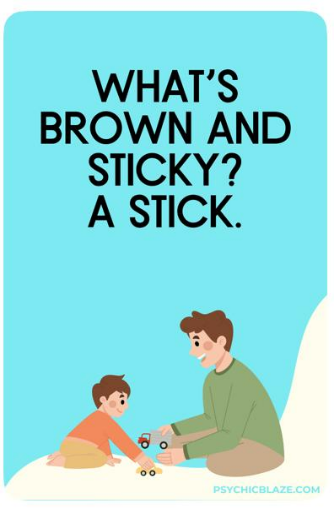 WHAT'S
BROWN AND
STICKY?
A STICK.
PSYCHICBLAZE.COM